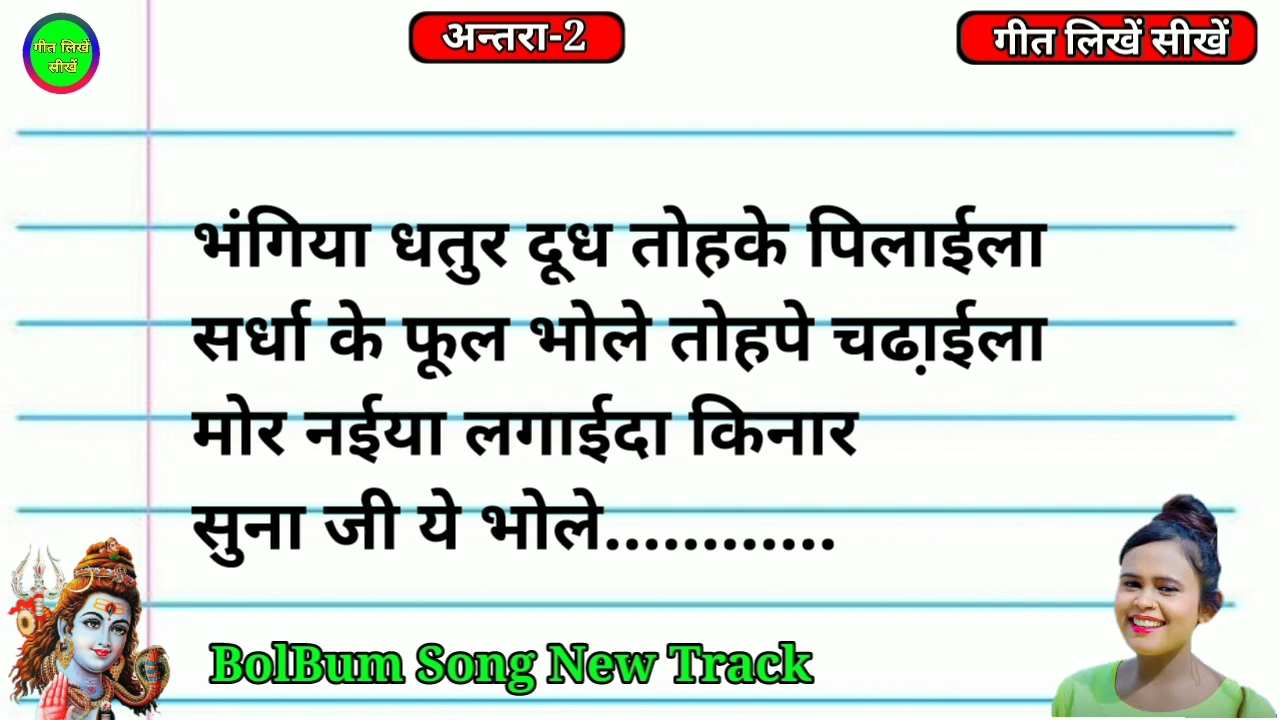 गीत लिखें
सीखें
अन्तरा-2
गीत लिखें सीखें
भंगिया धतुर दूध तोहके पिलाईला
सर्धा के फूल भोले तोहपे चढा़ईला
मोर नईया लगाईदा किनार
सुना जी ये भोले............
BolBum Song New Track